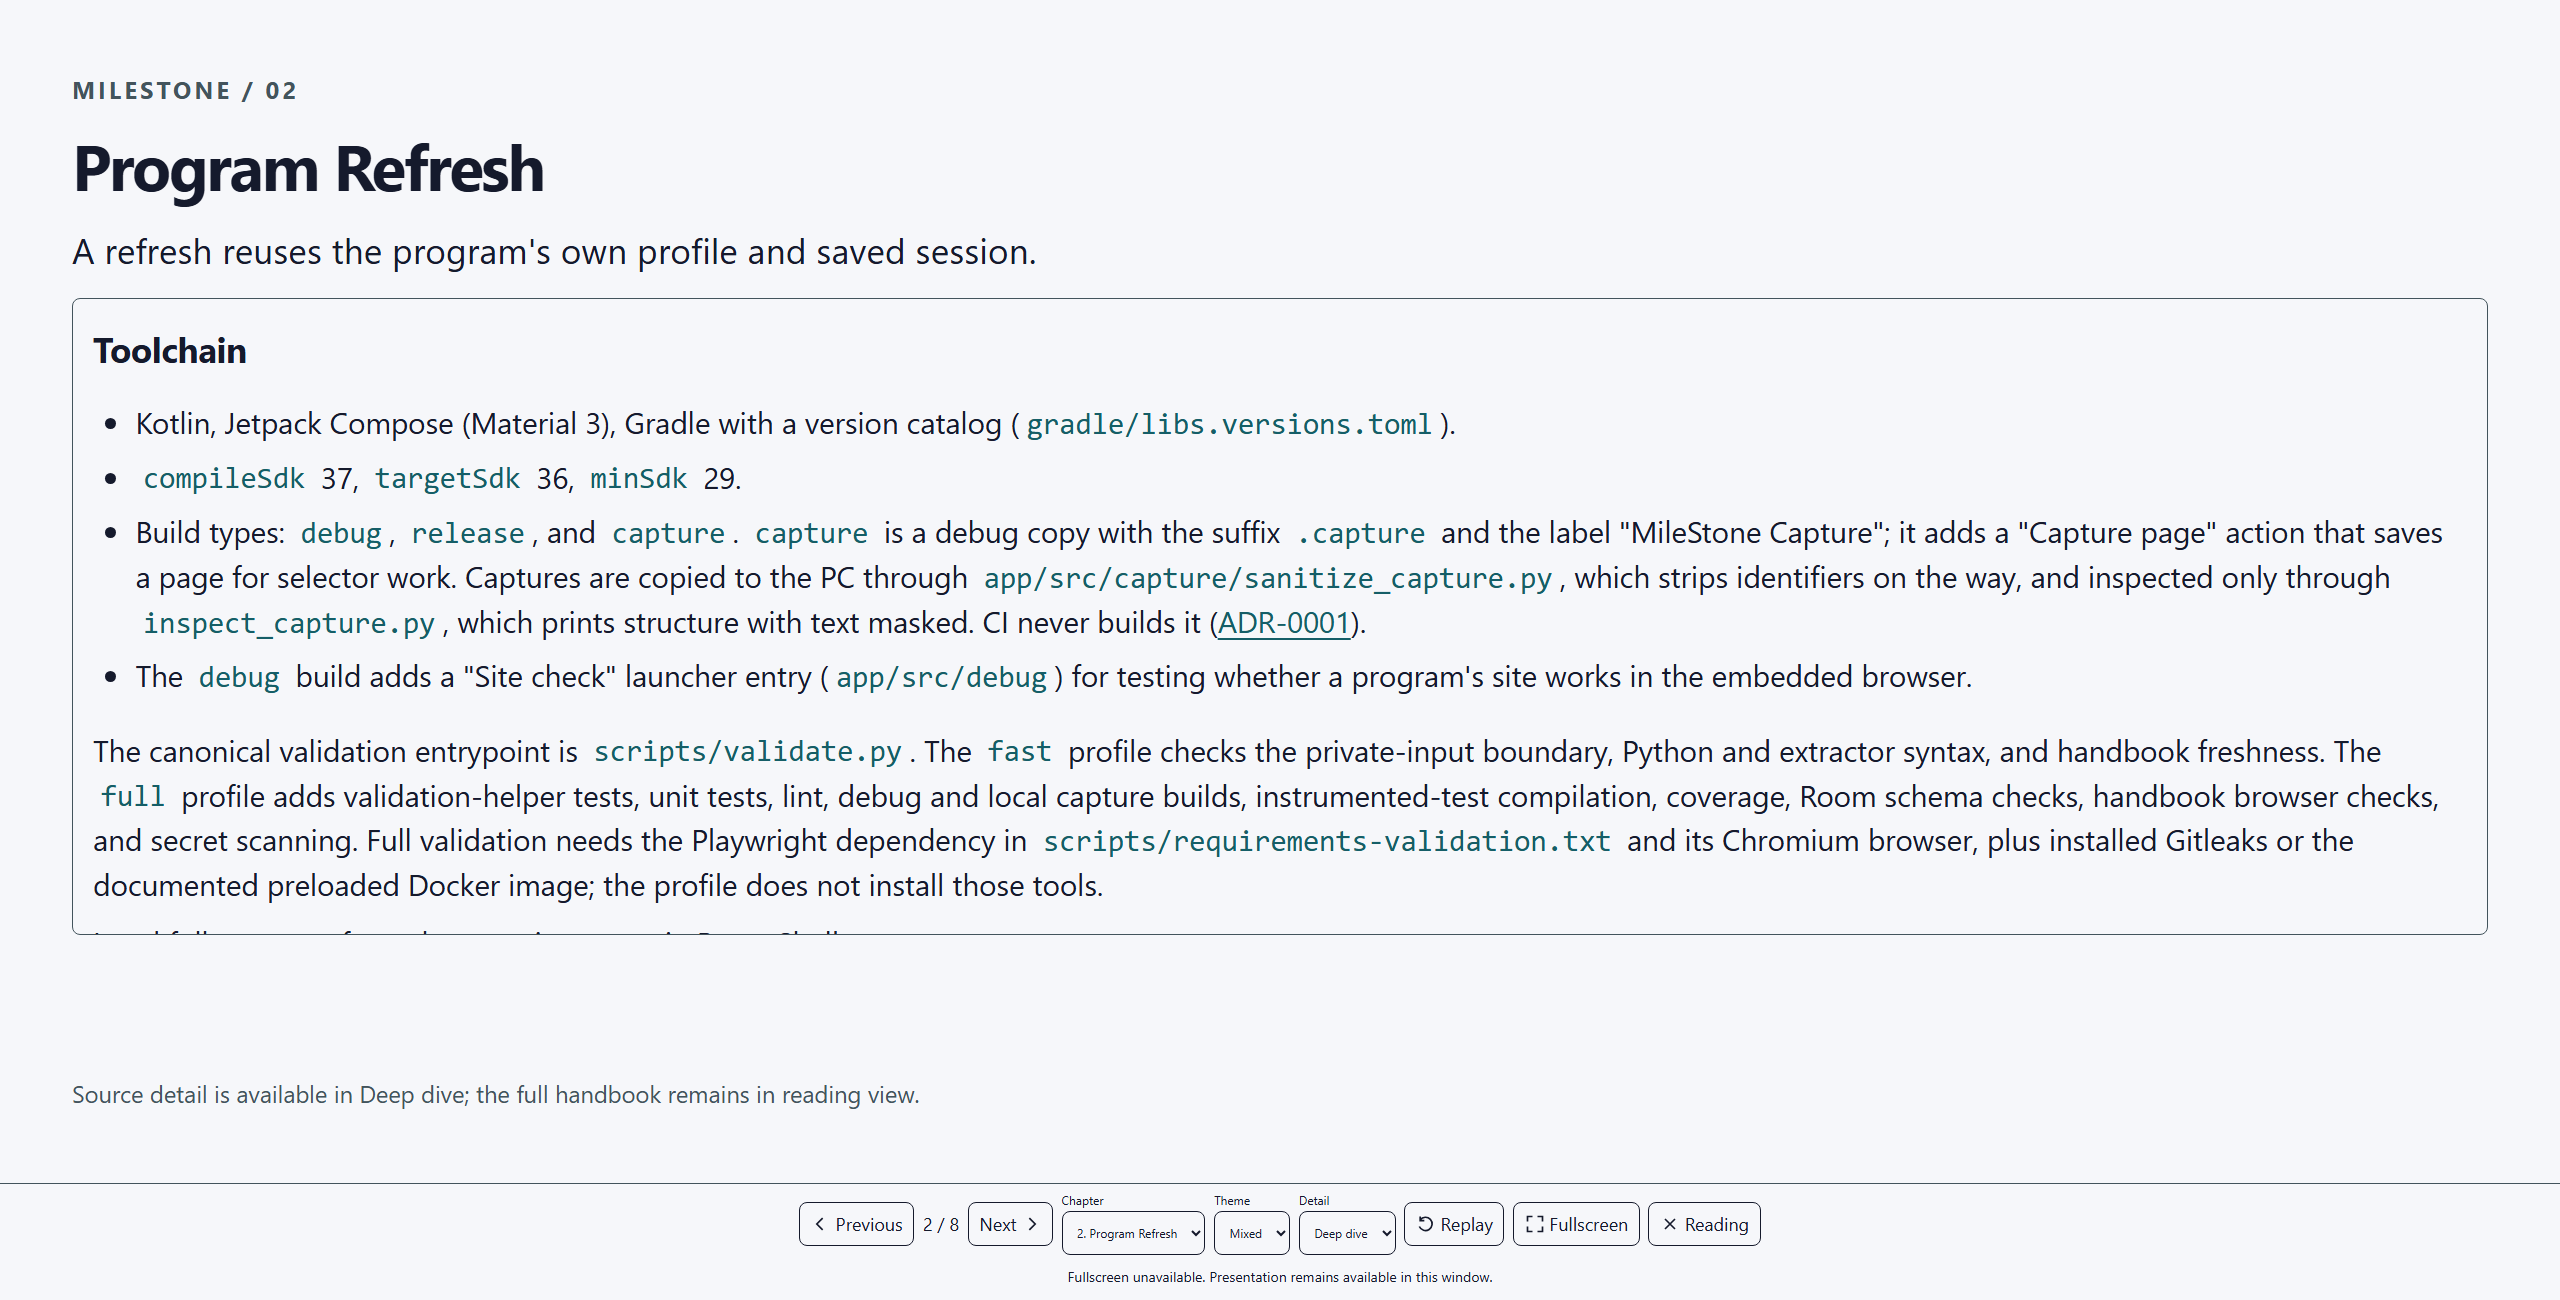 MILESTONE / 02
Program Refresh
A refresh reuses the program's own profile and saved session.
Toolchain
• Kotlin, Jetpack Compose (Material 3), Gradle with a version catalog ( gradle/libs.versions.toml ).
• compileSdk 37, targetSdk 36, minSdk 29.
• Build types: debug, release, and capture. capture is a debug copy with the suffix .capture and the label "MileStone Capture"; it adds a "Capture page" action that saves
a page for selector work. Captures are copied to the PC through app/src/capture/sanitize_capture.py, which strips identifiers on the way, and inspected only through
inspect_capture.py, which prints structure with text masked. CI never builds it (ADR-0001).
• The debug build adds a "Site check" launcher entry ( app/src/debug ) for testing whether a program's site works in the embedded browser.
The canonical validation entrypoint is scripts/validate.py. The fast profile checks the private-input boundary, Python and extractor syntax, and handbook freshness. The
full profile adds validation-helper tests, unit tests, lint, debug and local capture builds, instrumented-test compilation, coverage, Room schema checks, handbook browser checks,
and secret scanning. Full validation needs the Playwright dependency in scripts/requirements-validation.txt and its Chromium browser, plus installed Gitleaks or the
documented preloaded Docker image; the profile does not install those tools.
Source detail is available in Deep dive; the full handbook remains in reading view.
Chapter Theme Detail
Previous 2 / 8 Next 2. Program Refresh Mixed Deep dive Replay Fullscreen Reading
Fullscreen unavailable. Presentation remains available in this window.